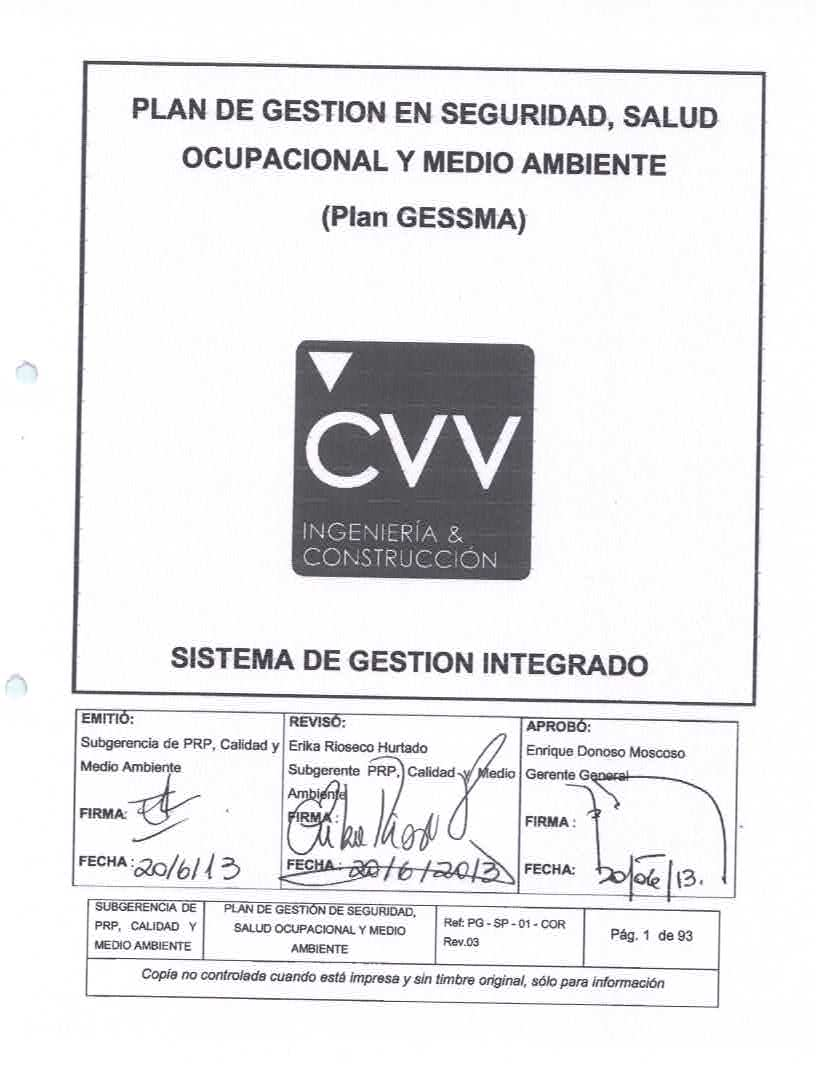 PLAN DE GESTION EN SEGURIDAD, SALUD
OCUPACIONAL Y MEDIO AMBIENTE
(Plan GESSMA)
CVV
INGENIERÍA &
CONSTRUCCIÓN
SISTEMA DE GESTION INTEGRADO
EMITIÓ:
Subgerencia de PRP, Calidad y
Medio Ambiente
FIRMA:
FECHA: 20/6/13
REVISÓ:
Erika Rioseco Hurtado
Subgerente PRP, Calidad y Medio
Ambiente
FIRMA:
FECHA: 20/6/2013
APROBÓ:
Enrique Donoso Moscoso
Gerente General
FIRMA :
FECHA: 20/06/13.
SUBGERENCIA DE
PRP, CALIDAD Y
MEDIO AMBIENTE
PLAN DE GESTIÓN DE SEGURIDAD,
SALUD OCUPACIONAL Y MEDIO
AMBIENTE
Ref: PG - SP - 01 - COR
Rev.03
Pág. 1 de 93
Copia no controlada cuando está impresa y sin timbre original, sólo para información